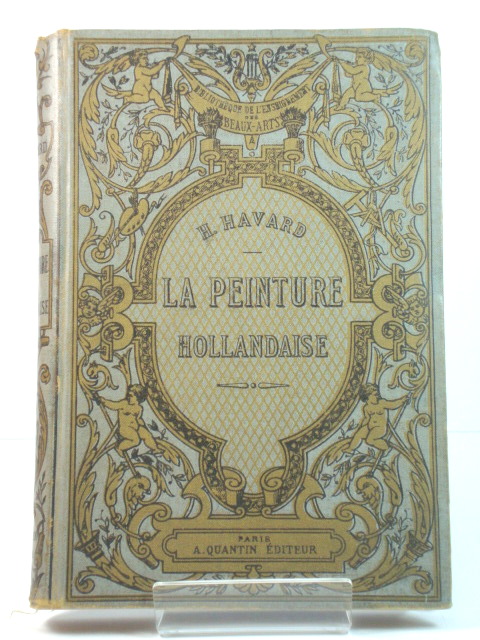 BIBLIOTHÈQUE DE L'ENSEIGNEMENT
DES
BEAUX-ARTS
H. HAVARD
LA PEINTURE
HOLLANDAISE
PARIS
A. QUANTIN ÉDITEUR